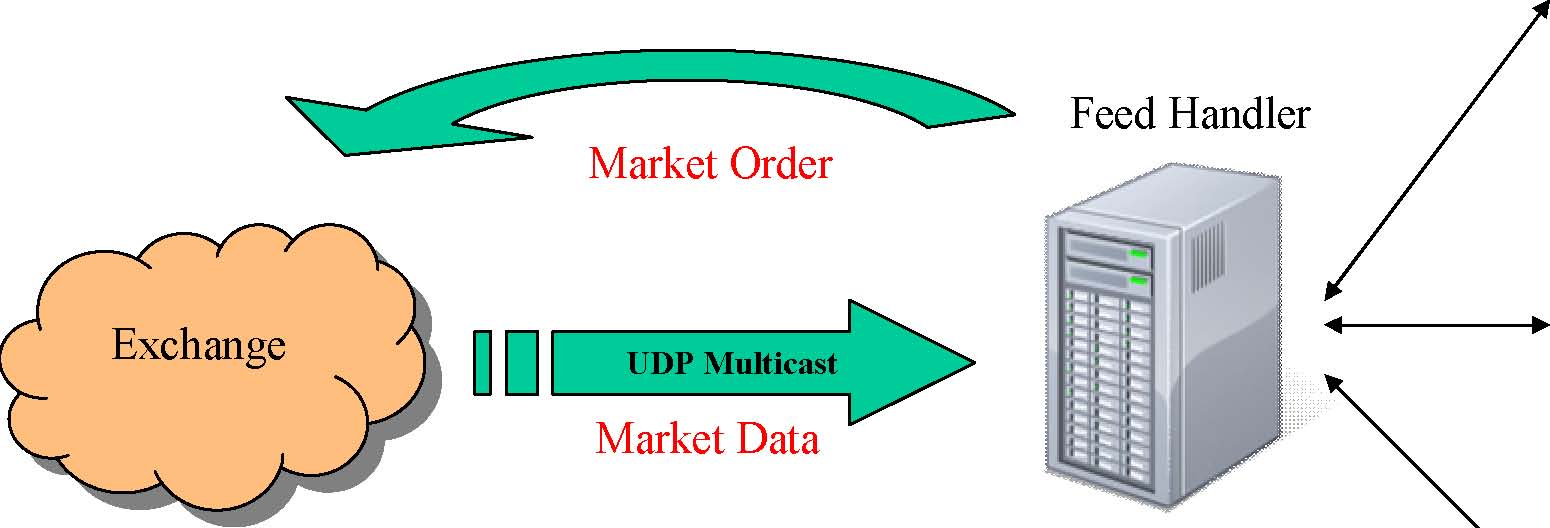 Feed Handler
Market Order
Exchange
UDP Multicast
Market Data